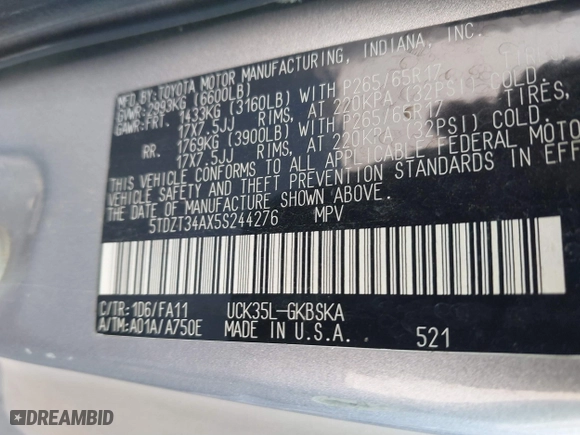 MFD. BY: TOYOTA MOTOR MANUFACTURING, INDIANA, INC.
GVWR: 2993KG (6600LB)
GAWR: FRT. 1433KG (3160LB) WITH P265/65R17 TIRES,
17X7.5JJ RIMS, AT 220KPA (32PSI) COLD.
RR. 1769KG (3900LB) WITH P265/65R17 TIRES,
17X7.5JJ RIMS, AT 220KPA (32PSI) COLD.
THIS VEHICLE CONFORMS TO ALL APPLICABLE FEDERAL MOTOR
VEHICLE SAFETY AND THEFT PREVENTION STANDARDS IN EFF
THE DATE OF MANUFACTURE SHOWN ABOVE.
5TDZT34AX5S244276 MPV
C/TR: 1D6/FA11 UCK35L-GKBSKA
A/TM: A01A/A750E MADE IN U.S.A. 521
DREAMBID